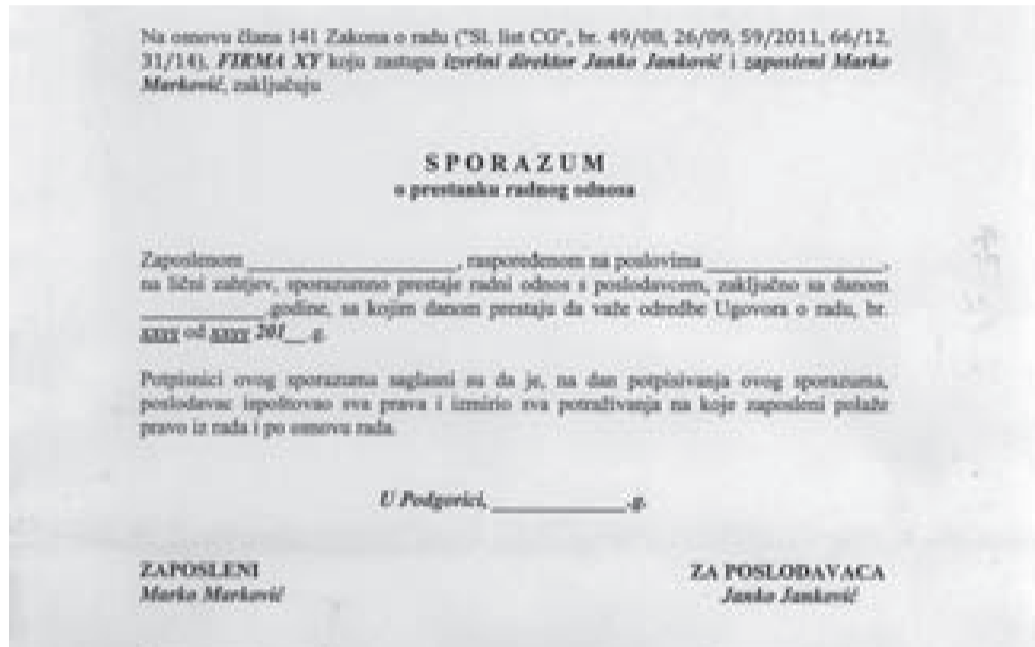 Na osnovu člana 141 Zakona o radu ("Sl. list CG", br. 49/08, 26/09, 59/2011, 66/12,
31/14), FIRMA XY koju zastupa izvršni direktor Janko Janković i zaposleni Marko
Marković, zaključuju
S P O R A Z U M
o prestanku radnog odnosa
Zaposlenom ____________________, raspoređenom na poslovima _________________,
na lični zahtjev, sporazumno prestaje radni odnos s poslodavcem, zaključno sa danom
____________ godine, sa kojim danom prestaju da važe odredbe Ugovora o radu, br.
xxxy od xxxy 201__ g.
Potpisnici ovog sporazuma saglasni su da je, na dan potpisivanja ovog sporazuma,
poslodavac ispoštovao sva prava i izmirio sva potraživanja na koje zaposleni polaže
pravo iz rada i po osnovu rada.
U Podgorici, _____________.g.
ZAPOSLENI
Marko Marković
ZA POSLODAVACA
Janko Janković